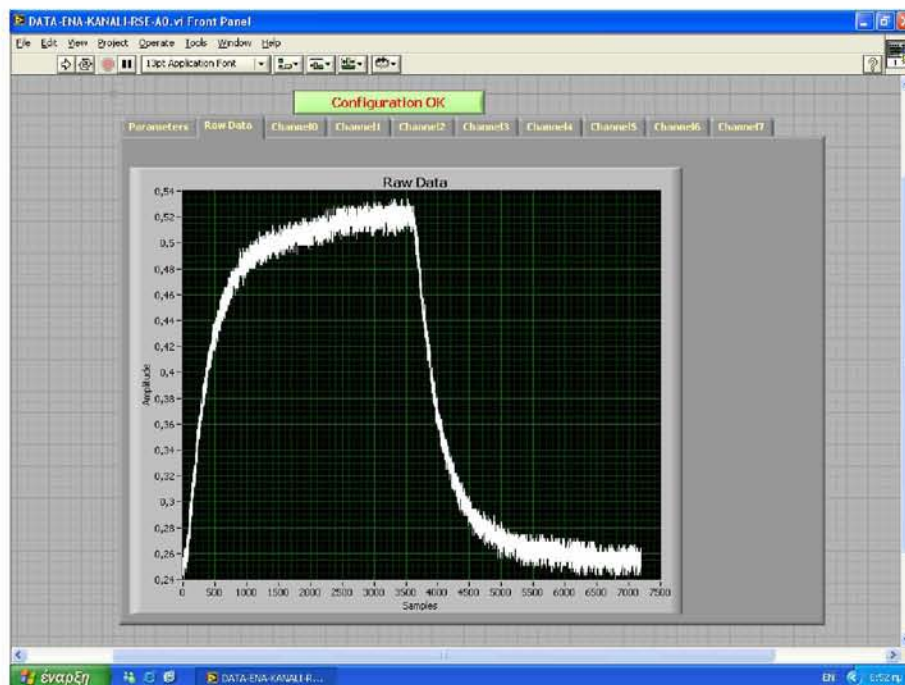 DATA-ENA-KANALI-RSE-A0.vi Front Panel
File Edit View Project Operate Tools Window Help
13pt Application Font
Configuration OK
Parameters Raw Data Channel0 Channel1 Channel2 Channel3 Channel4 Channel5 Channel6 Channel7
Raw Data
0,54
0,52
0,5
0,48
0,46
0,44
0,42
0,4
0,38
0,36
0,34
0,32
0,3
0,28
0,26
0,24
Amplitude
0 500 1000 1500 2000 2500 3000 3500 4000 4500 5000 5500 6000 6500 7000 7500
Samples
έναρξη DATA-ENA-KANALI-R... EN